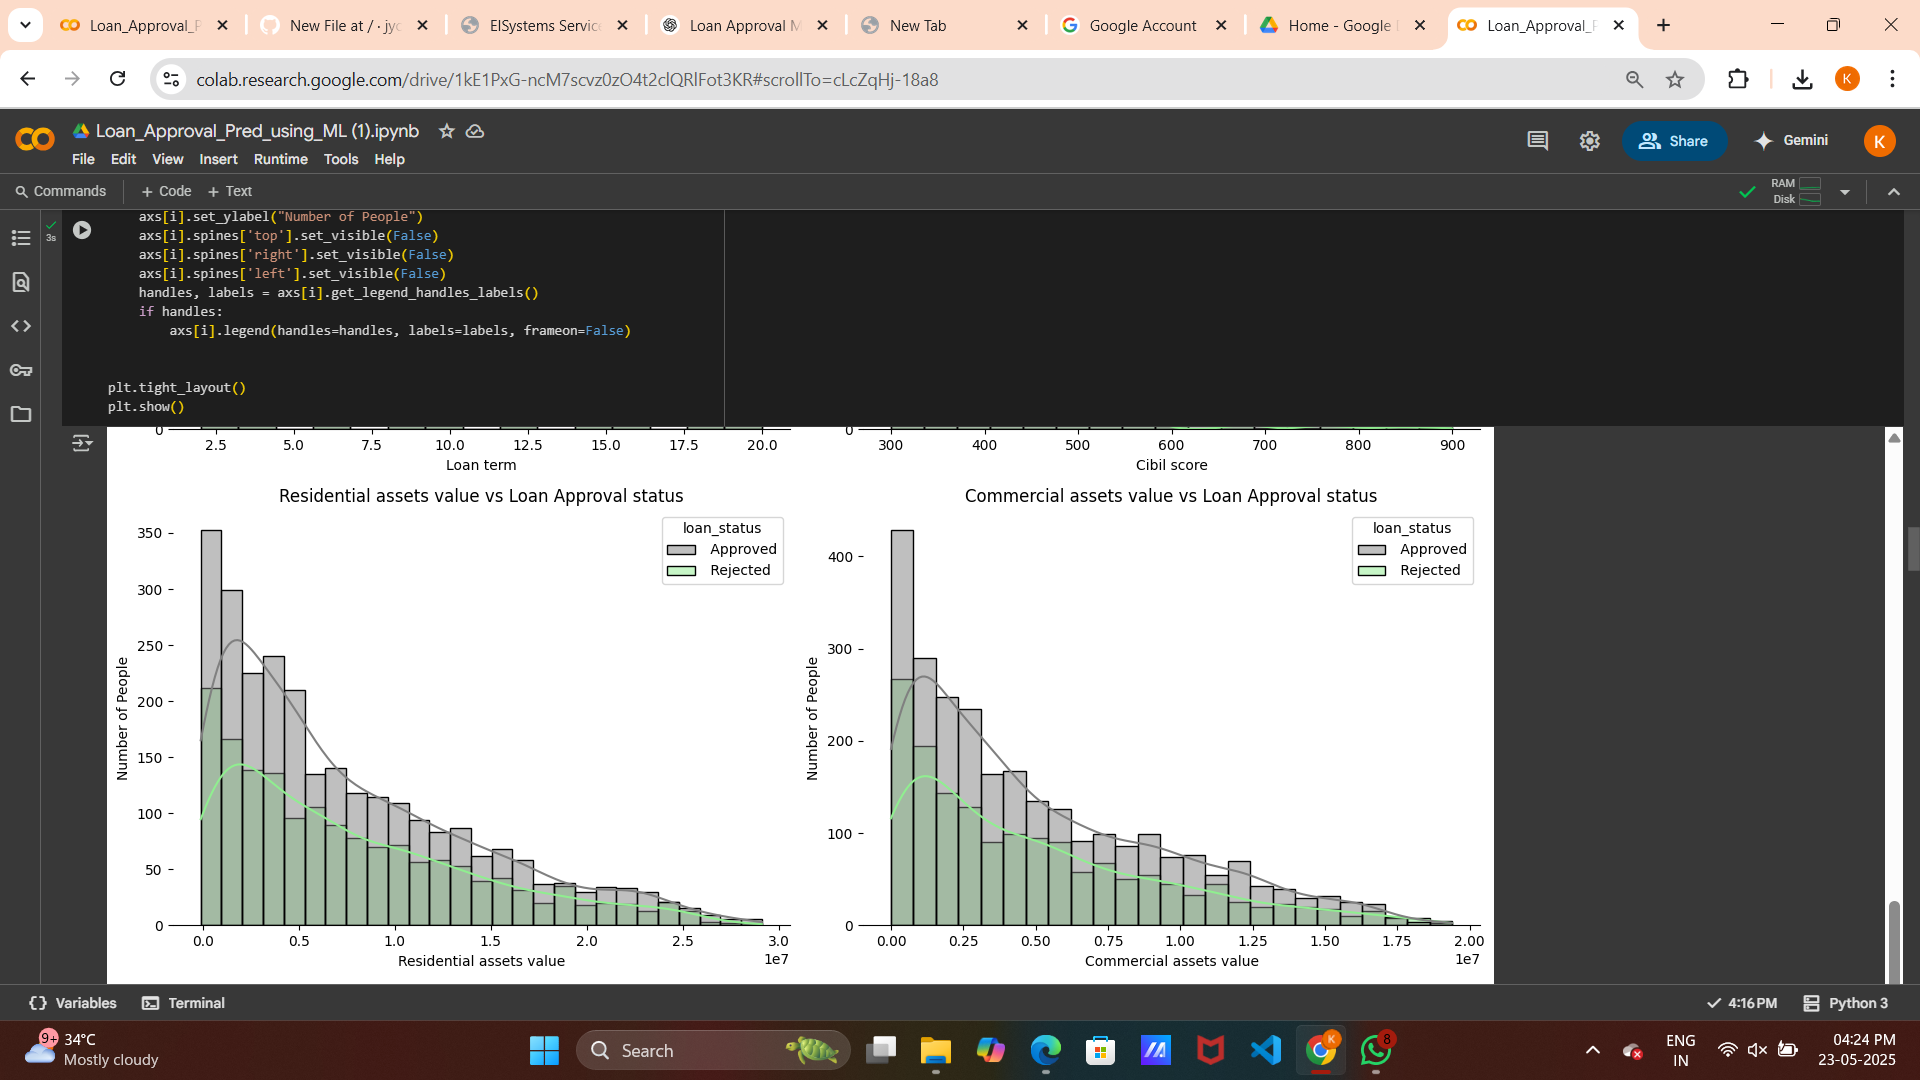 Loan_Approval_P
New File at / · jyc
EISystems Service
Loan Approval M
New Tab
Google Account
Home - Google
Loan_Approval_P
colab.research.google.com/drive/1kE1PxG-ncM7scvz0zO4t2clQRlFot3KR#scrollTo=cLcZqHj-18a8
K
Loan_Approval_Pred_using_ML (1).ipynb
File Edit View Insert Runtime Tools Help
Share
Gemini
K
Commands
+ Code + Text
RAM
Disk
3s
axs[i].set_ylabel("Number of People")
axs[i].spines['top'].set_visible(False)
axs[i].spines['right'].set_visible(False)
axs[i].spines['left'].set_visible(False)
handles, labels = axs[i].get_legend_handles_labels()
if handles:
axs[i].legend(handles=handles, labels=labels, frameon=False)
plt.tight_layout()
plt.show()
0
2.5 5.0 7.5 10.0 12.5 15.0 17.5 20.0
Loan term
0
300 400 500 600 700 800 900
Cibil score
Residential assets value vs Loan Approval status
loan_status
Approved
Rejected
350
300
250
200
150
100
50
0
Number of People
0.0 0.5 1.0 1.5 2.0 2.5 3.0
1e7
Residential assets value
Commercial assets value vs Loan Approval status
loan_status
Approved
Rejected
400
300
200
100
0
Number of People
0.00 0.25 0.50 0.75 1.00 1.25 1.50 1.75 2.00
1e7
Commercial assets value
{} Variables
Terminal
4:16 PM
Python 3
9+
34°C
Mostly cloudy
Search
K
8
ENG
IN
04:24 PM
23-05-2025